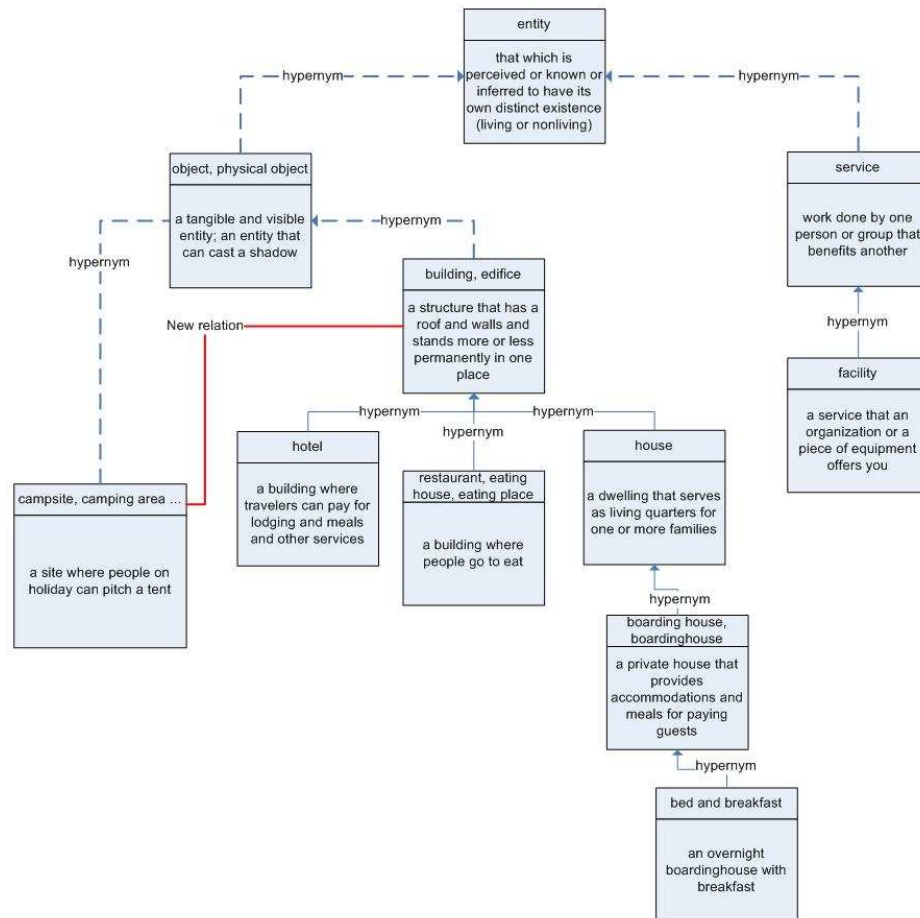 entity
that which is
perceived or known or
inferred to have its
own distinct existence
(living or nonliving)
hypernym
hypernym
object, physical object
a tangible and visible
entity; an entity that
can cast a shadow
service
work done by one
person or group that
benefits another
hypernym
hypernym
building, edifice
a structure that has a
roof and walls and
stands more or less
permanently in one
place
New relation
hypernym
facility
a service that an
organization or a
piece of equipment
offers you
hypernym
hypernym
hypernym
hotel
a building where
travelers can pay for
lodging and meals
and other services
restaurant, eating
house, eating place
a building where
people go to eat
house
a dwelling that serves
as living quarters for
one or more families
campsite, camping area ...
a site where people on
holiday can pitch a tent
hypernym
boarding house,
boardinghouse
a private house that
provides
accommodations and
meals for paying
guests
hypernym
bed and breakfast
an overnight
boardinghouse with
breakfast